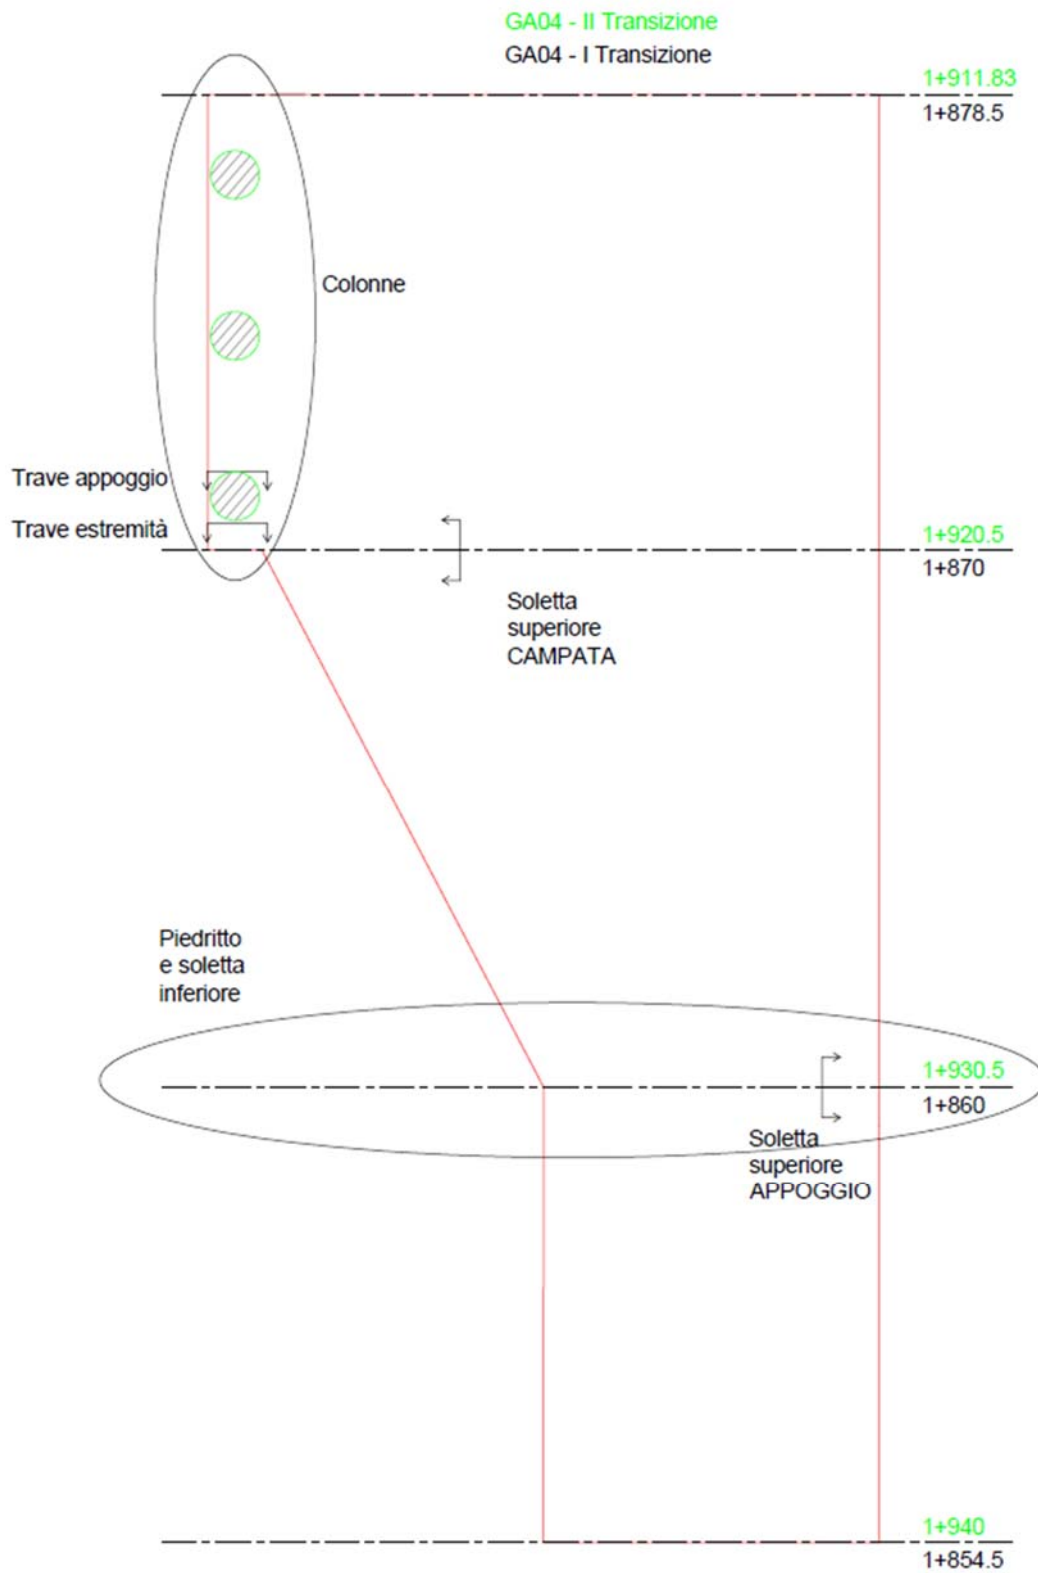 GA04 - II Transizione
GA04 - I Transizione
1+911.83
1+878.5
Colonne
Trave appoggio
Trave estremità
1+920.5
1+870
Soletta
superiore
CAMPATA
Piedritto
e soletta
inferiore
1+930.5
1+860
Soletta
superiore
APPOGGIO
1+940
1+854.5